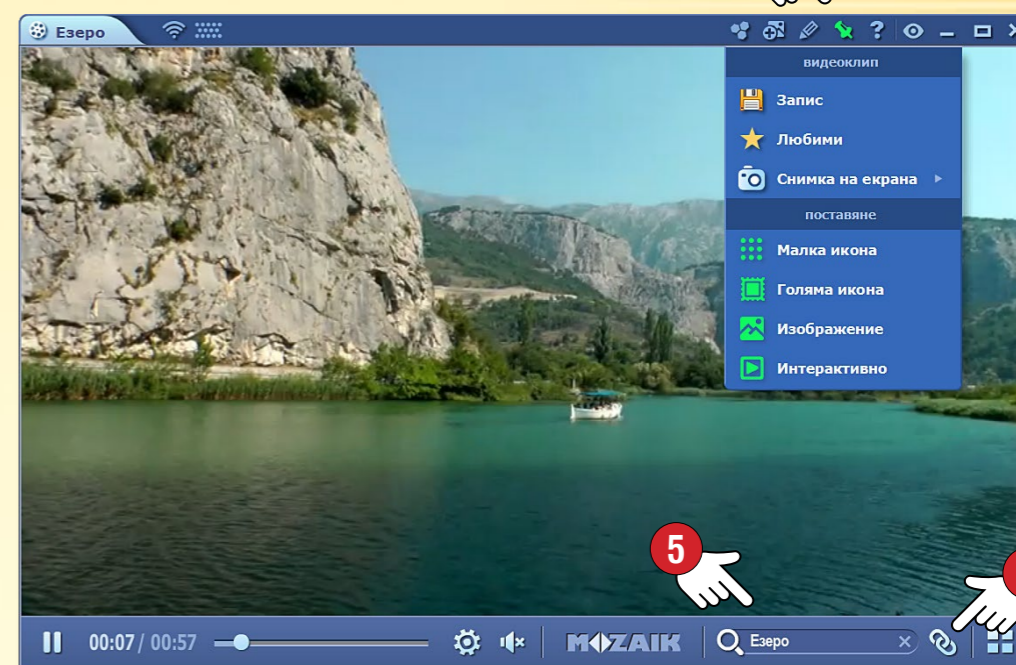 Езеро
видеоклип
Запис
Любими
Снимка на екрана
поставяне
Малка икона
Голяма икона
Изображение
Интерактивно
5
00:07 / 00:57
MOZAIK
Езеро